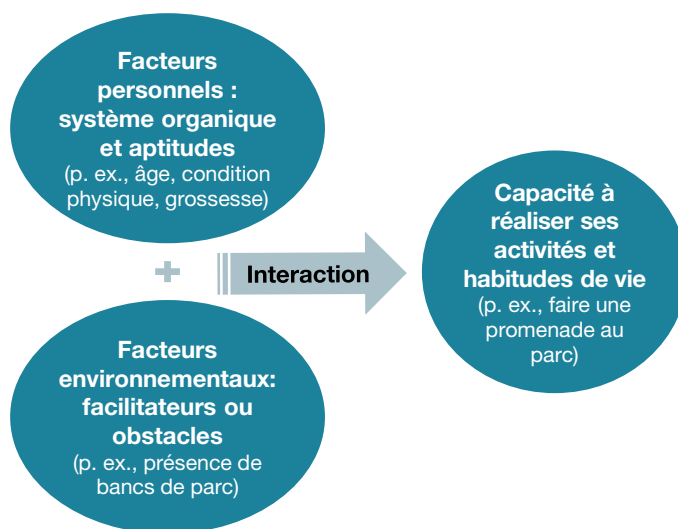 Facteurs
personnels :
système organique
et aptitudes
(p. ex., âge, condition
physique, grossesse)
+
Interaction
Facteurs
environnementaux:
facilitateurs ou
obstacles
(p. ex., présence de
bancs de parc)
Capacité à
réaliser ses
activités et
habitudes de vie
(p. ex., faire une
promenade au
parc)